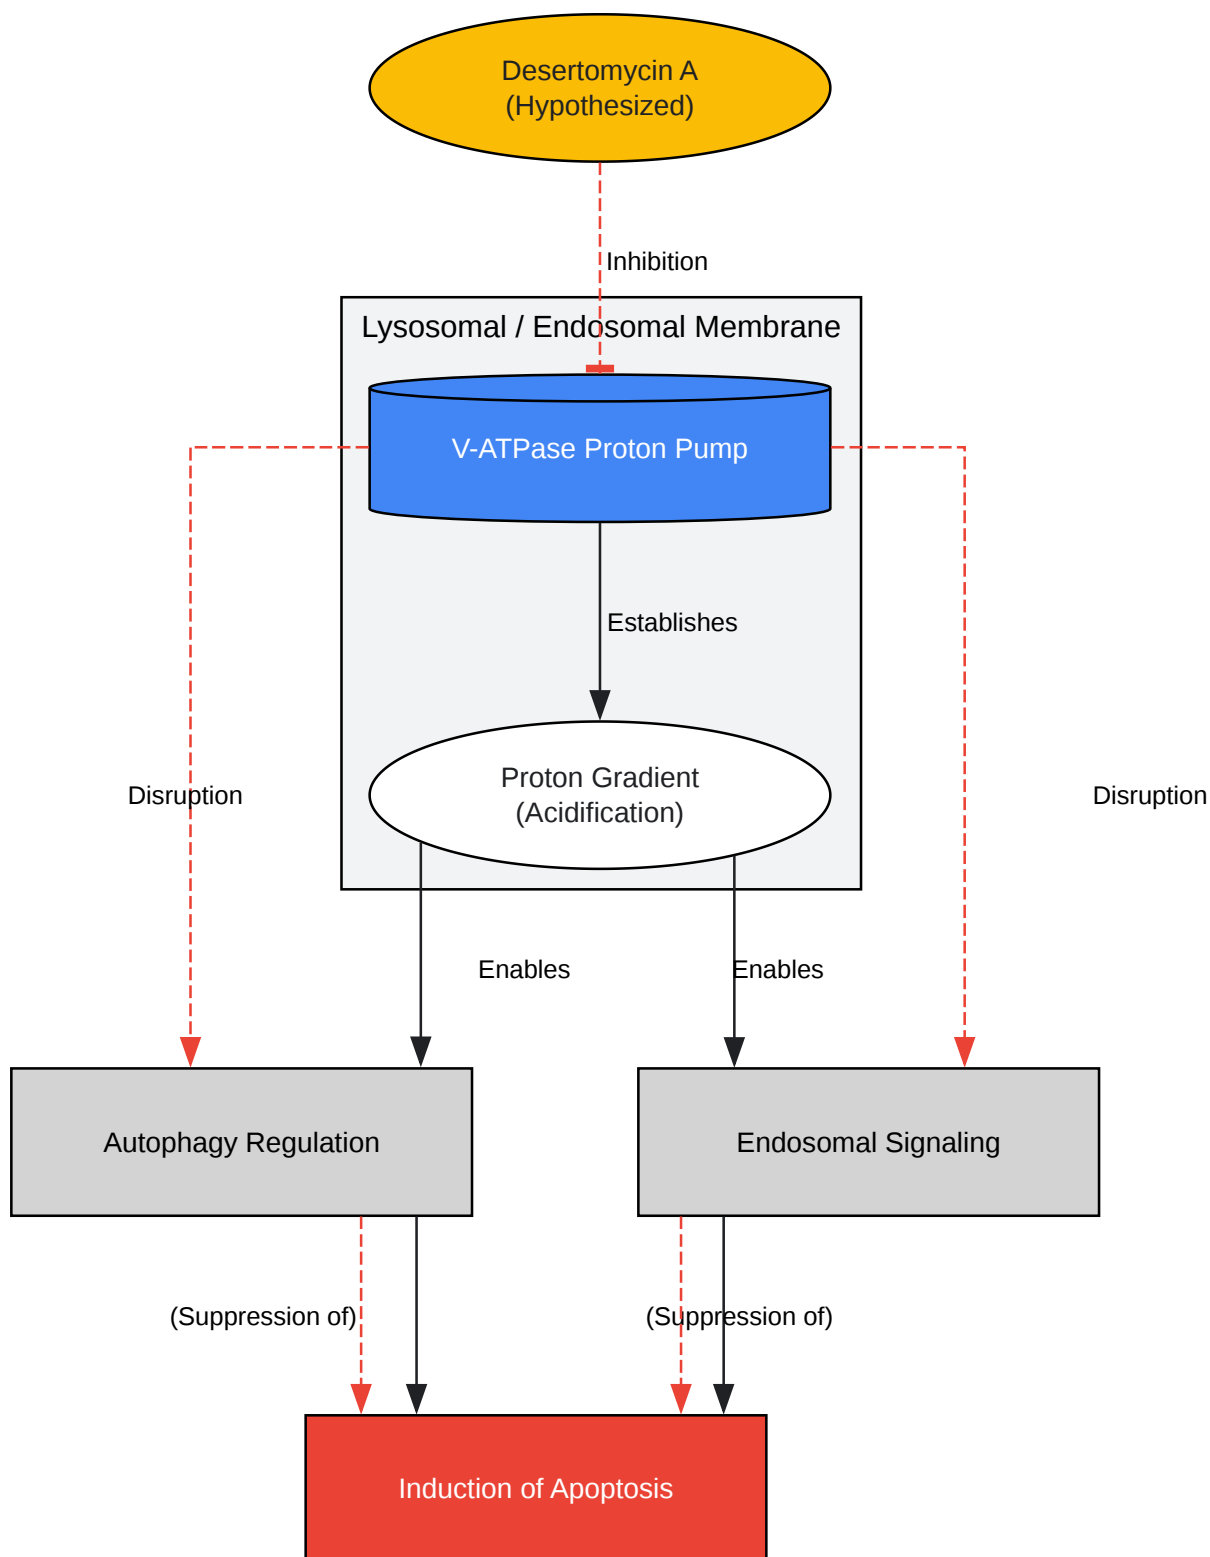 Desertomycin A
(Hypothesized)
Inhibition
Lysosomal / Endosomal Membrane
V-ATPase Proton Pump
Establishes
Proton Gradient
(Acidification)
Disruption
Disruption
Enables
Enables
Autophagy Regulation
Endosomal Signaling
(Suppression of)
(Suppression of)
Induction of Apoptosis